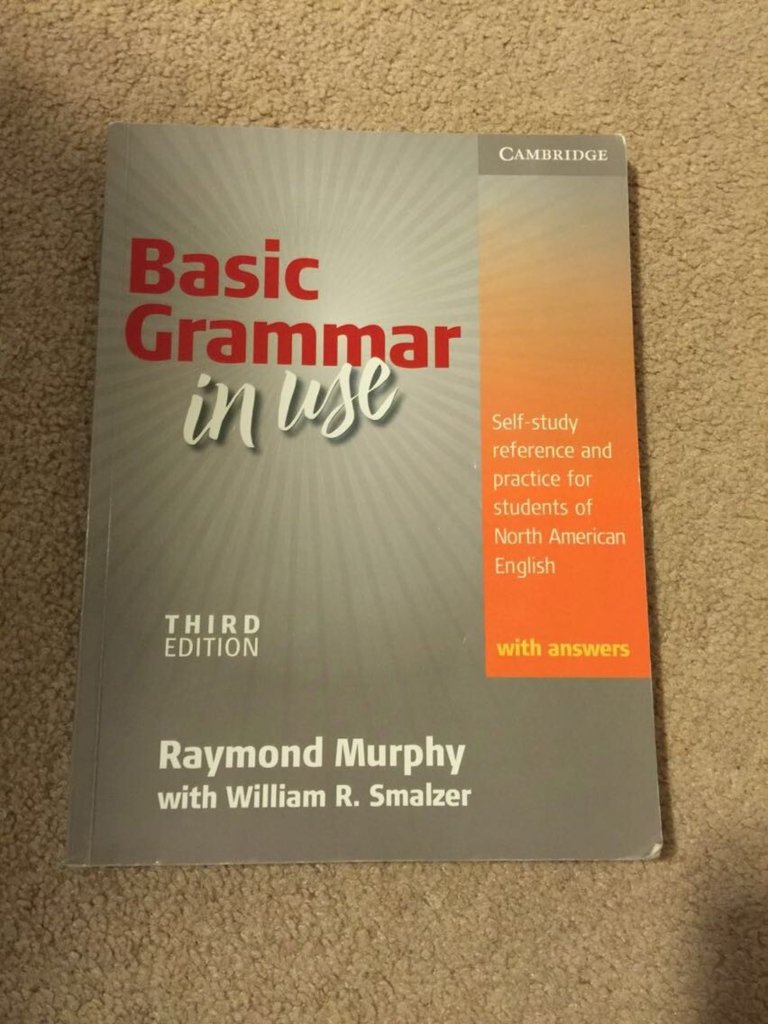 CAMBRIDGE
Basic
Grammar
in use
Self-study
reference and
practice for
students of
North American
English
with answers
THIRD
EDITION
Raymond Murphy
with William R. Smalzer